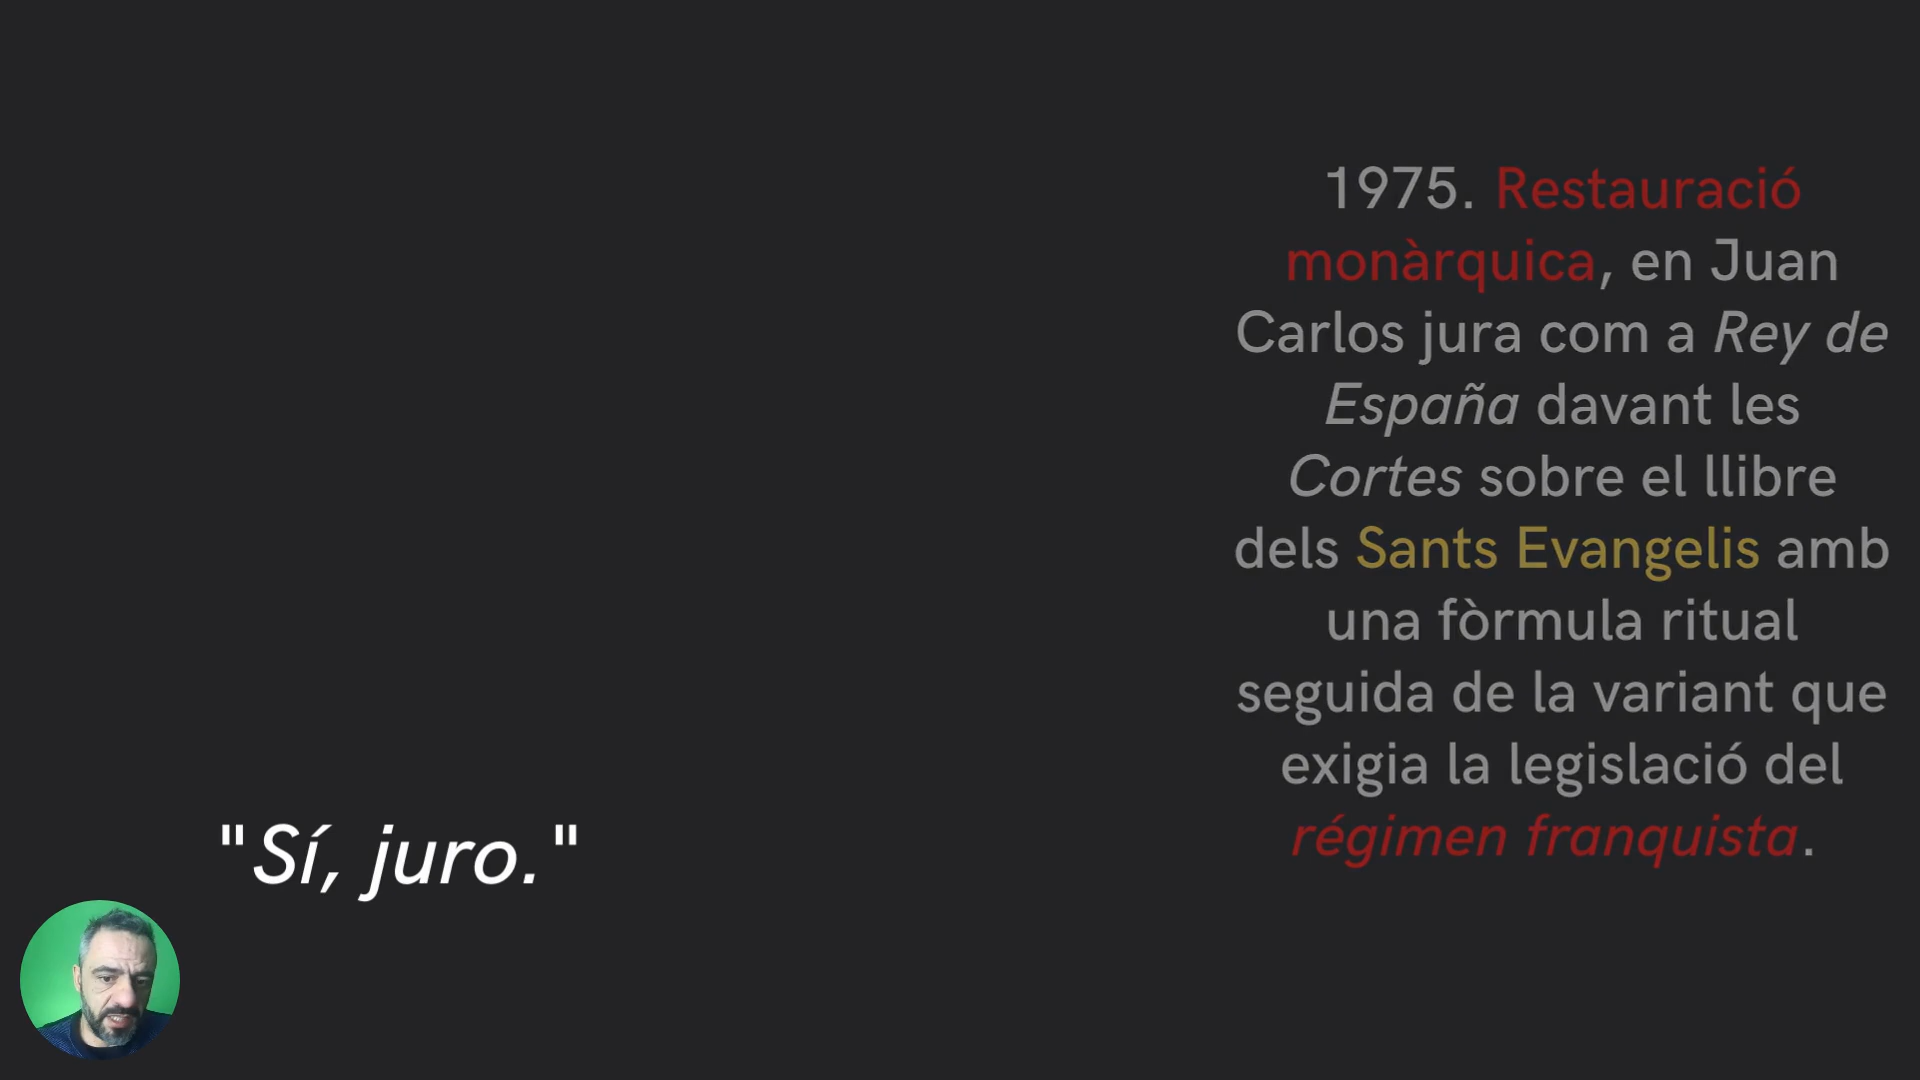 1975. Restauració
monàrquica, en Juan
Carlos jura com a Rey de
España davant les
Cortes sobre el llibre
dels Sants Evangelis amb
una fòrmula ritual
seguida de la variant que
exigia la legislació del
régimen franquista.
"Sí, juro."